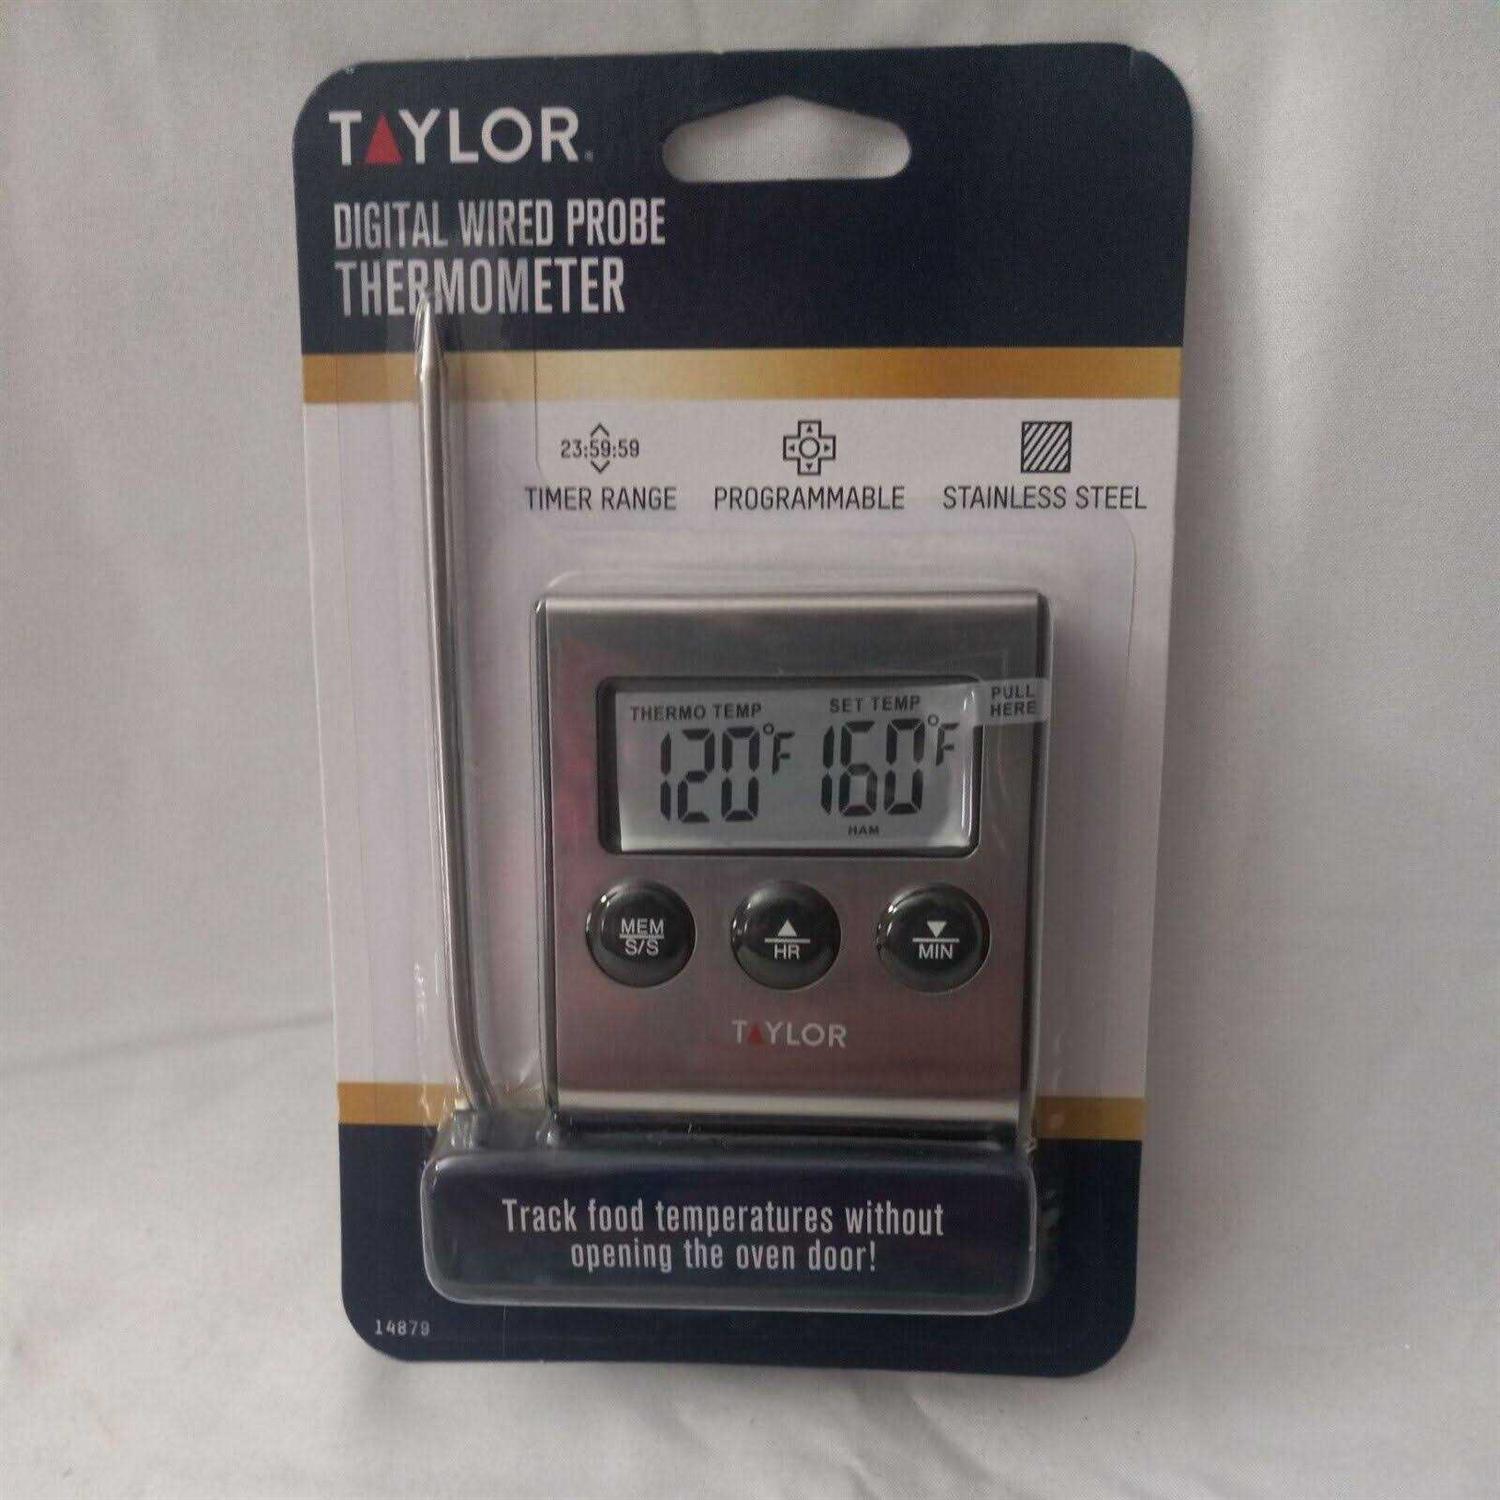 TAYLOR
DIGITAL WIRED PROBE
THERMOMETER
23:59:59
TIMER RANGE
PROGRAMMABLE
STAINLESS STEEL
THERMO TEMP
SET TEMP
PULL
HERE
120°F
160°F
HAM
MEM
S/S
HR
MIN
TAYLOR
Track food temperatures without
opening the oven door!
14879